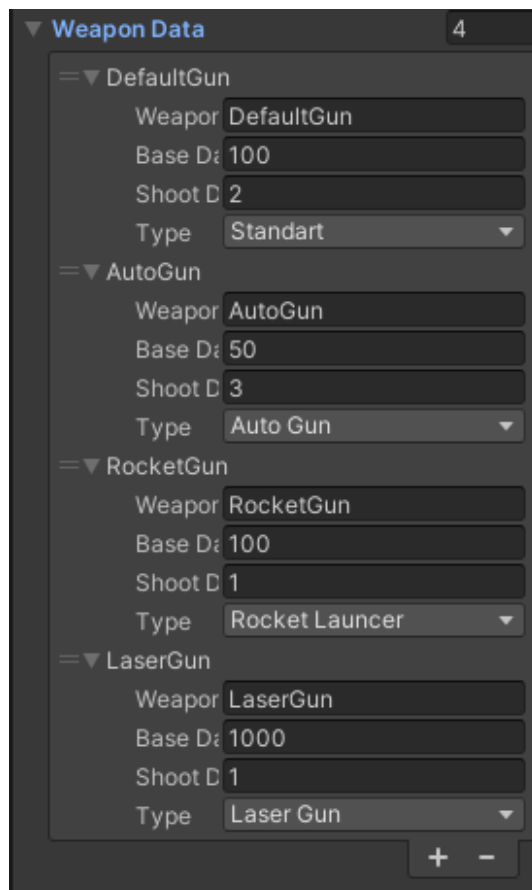 Weapon Data 4
DefaultGun
Weapor DefaultGun
Base Da 100
Shoot D 2
Type Standart
AutoGun
Weapor AutoGun
Base Da 50
Shoot D 3
Type Auto Gun
RocketGun
Weapor RocketGun
Base Da 100
Shoot D 1
Type Rocket Launcer
LaserGun
Weapor LaserGun
Base Da 1000
Shoot D 1
Type Laser Gun
+ −